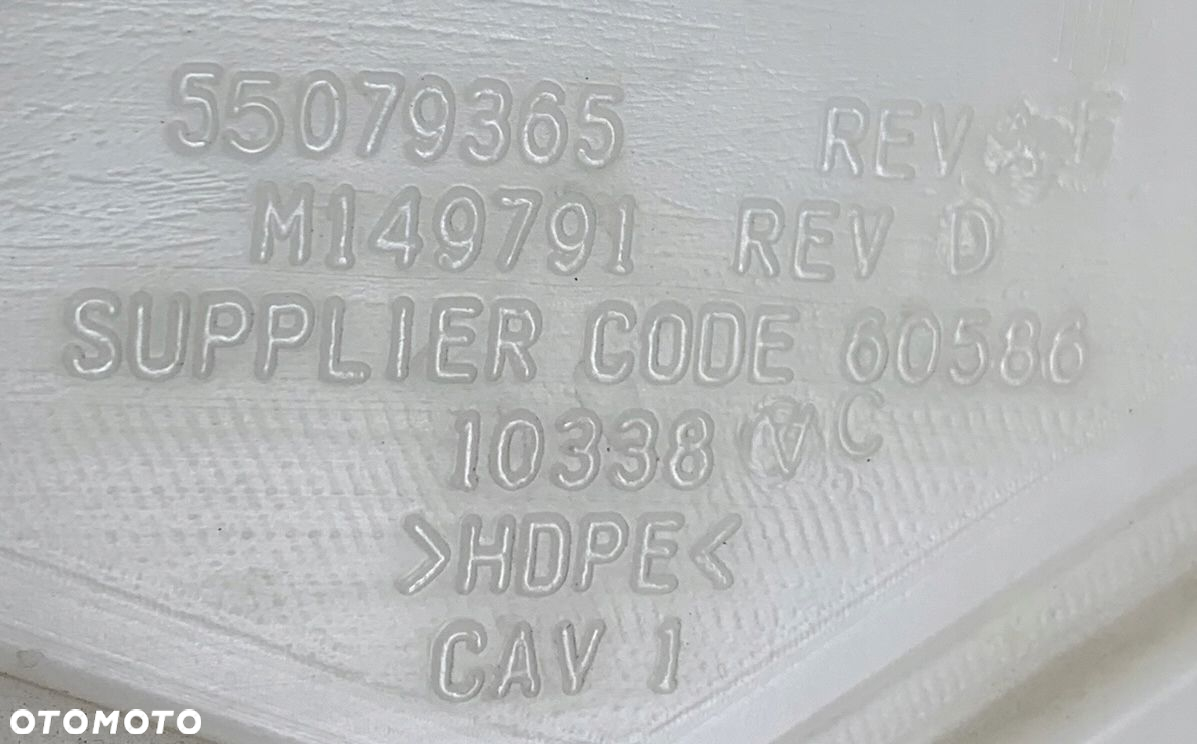 55079365 REV
M149791 REV D
SUPPLIER CODE 60586
10338 C
>HDPE<
CAV 1
OTOMOTO